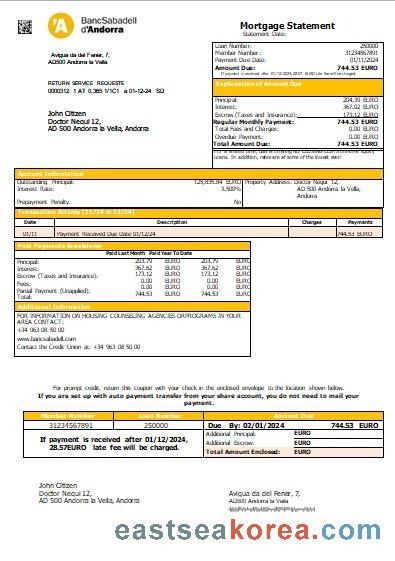 BancSabadell
d'Andorra
Mortgage Statement
Statement Date:
Avigua da del Fener, 7,
AD500 Andorra la Vella
RETURN SERVICE REQUESTE
0000312 1 AT 0.365 1/1C1 a 01-12-24 SQ
John Citizen
Doctor Nequi 12,
AD 500 Andorra la Vella, Andorra
Loan Number: 250000
Member Number: 31234567891
Payment Due Date: 01/11/2024
Amount Due: 744.53 EURO
If payment is received after 01/12/2024, 28.57 EURO late fee will be charged.
Explanation of Amount Due
Principal: 204.39 EURO
Interest: 367.02 EURO
Escrow (Taxes and Insurance): 173.12 EURO
Regular Monthly Payment: 744.53 EURO
Total Fees and Charges: 0.00 EURO
Overdue Payment: 0.00 EURO
Total Amount Due: 744.53 EURO
Loans. In addition, rates are at some of the lowest ever!
Account Information
Outstanding Principal: 125,835.84 EURO
Interest Rate: 3.500%
Prepayment Penalty: No
Property Address: Doctor Nequi 12,
AD 500 Andorra la Vella,
Andorra
Transaction Activity (11/24 to 12/24)
Date Description Charges Payments
01/11 Payment Received Due Date 01/12/24 744.53 EURO
Past Payments Breakdown
Paid Last Month Paid Year To Date
Principal: 203.79 EURO 203.79 EURO
Interest: 367.62 EURO 367.62 EURO
Escrow (Taxes and Insurance): 173.12 EURO 173.12 EURO
Fees: 0.00 EURO 0.00 EURO
Partial Payment (Unapplied): 0.00 EURO 0.00 EURO
Total: 744.53 EURO 744.53 EURO
Additional Information
FOR INFORMATION ON HOUSING COUNSELING AGENCIES OR/PROGRAMS IN YOUR
AREA CONTACT:
+34 963 08 50 00
www.bancsabadell.com
Contact the Credit Union at: +34 963 08 50 00
For prompt credit, return this coupon with your check in the enclosed envelope to the location shown below.
If you are set up with auto payment transfer from your share account, you do not need to mail your
payment.
Member Number Loan Number Amount Due
31234567891 250000 Due By: 02/01/2024 744.53 EURO
If payment is received after 01/12/2024,
28.57EURO late fee will be charged.
Additional Principal: EURO
Additional Escrow: EURO
Total Amount Enclosed: EURO
John Citizen
Doctor Nequi 12,
AD 500 Andorra la Vella, Andorra
Avigua da del Fener, 7,
AD500 Andorra la Vella
eastseakorea.com